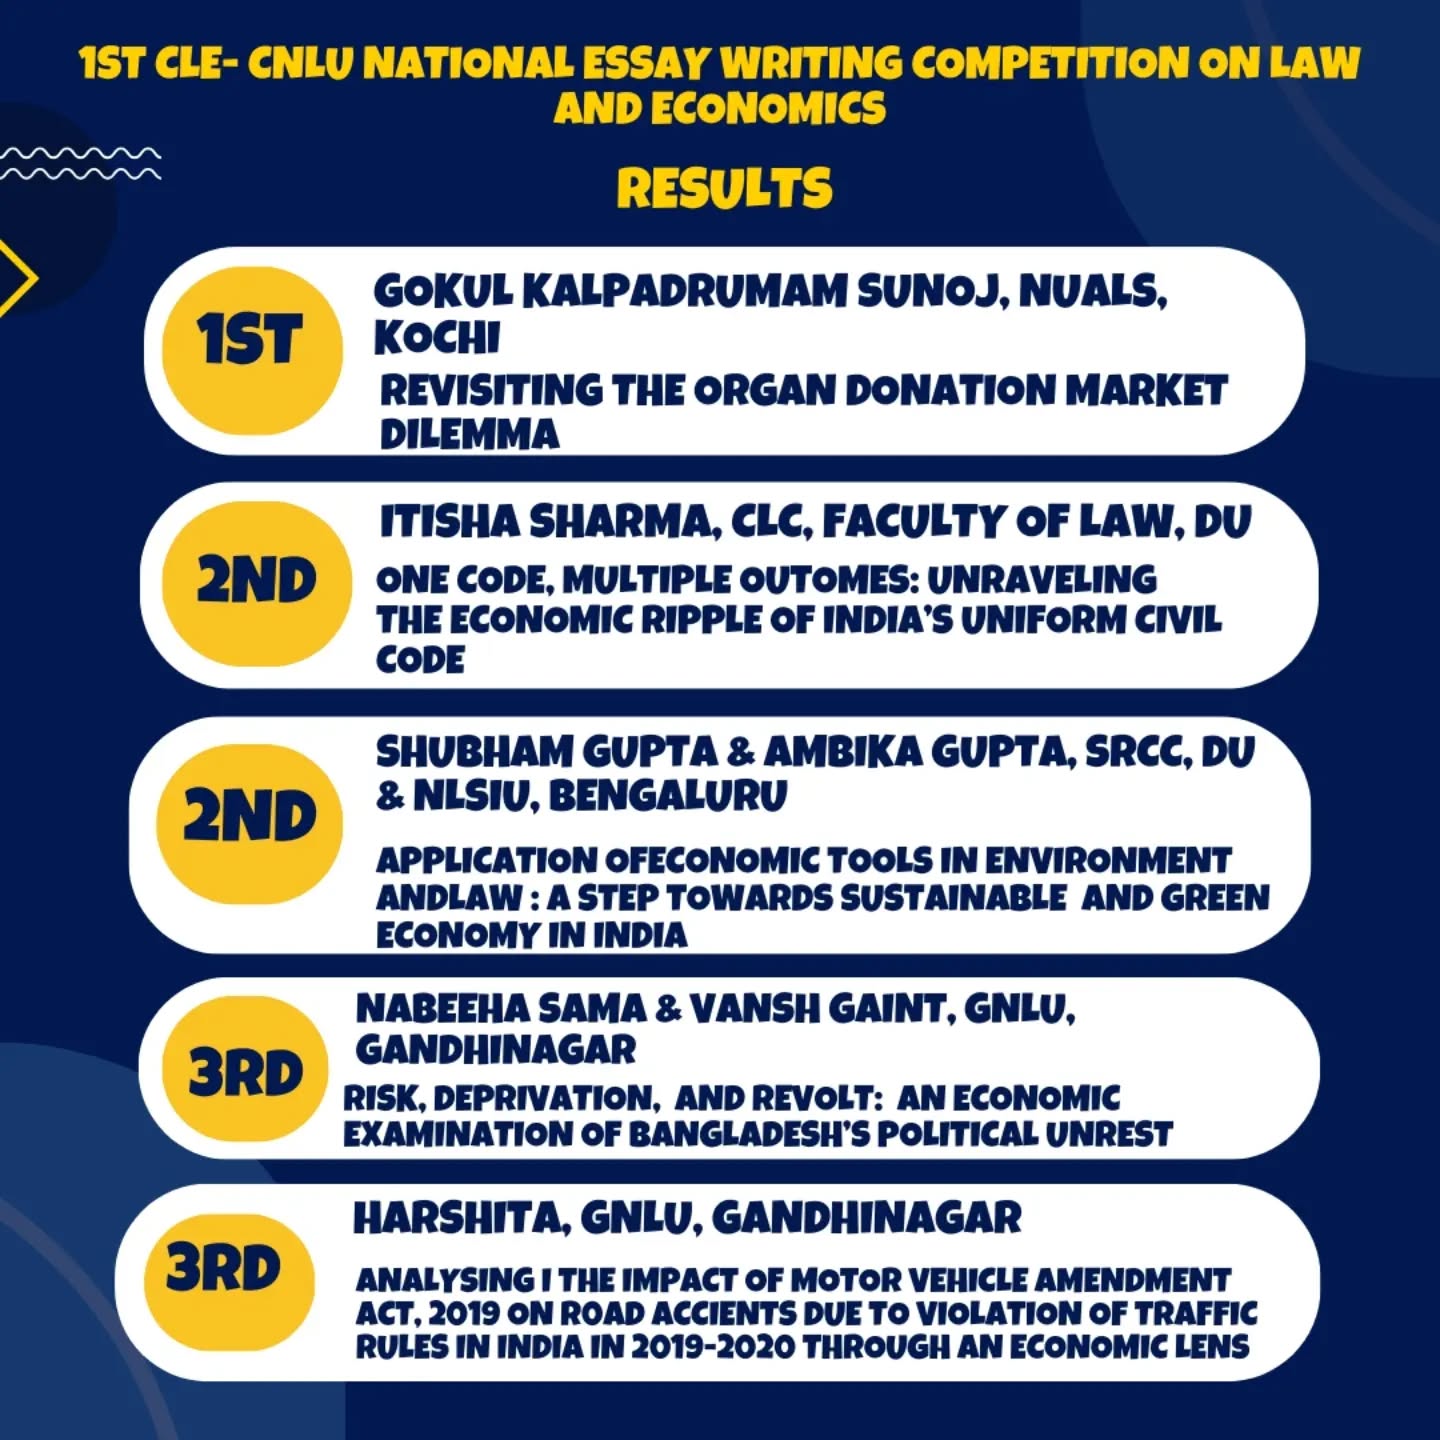 1ST CLE- CNLU NATIONAL ESSAY WRITING COMPETITION ON LAW
AND ECONOMICS
RESULTS
1ST
GOKUL KALPADRUMAM SUNOJ, NUALS,
KOCHI
REVISITING THE ORGAN DONATION MARKET
DILEMMA
2ND
ITISHA SHARMA, CLC, FACULTY OF LAW, DU
ONE CODE, MULTIPLE OUTOMES: UNRAVELING
THE ECONOMIC RIPPLE OF INDIA'S UNIFORM CIVIL
CODE
2ND
SHUBHAM GUPTA & AMBIKA GUPTA, SRCC, DU
& NLSIU, BENGALURU
APPLICATION OFECONOMIC TOOLS IN ENVIRONMENT
ANDLAW : A STEP TOWARDS SUSTAINABLE  AND GREEN
ECONOMY IN INDIA
3RD
NABEEHA SAMA & VANSH GAINT, GNLU,
GANDHINAGAR
RISK, DEPRIVATION,  AND REVOLT:  AN ECONOMIC
EXAMINATION OF BANGLADESH'S POLITICAL UNREST
3RD
HARSHITA, GNLU, GANDHINAGAR
ANALYSING I THE IMPACT OF MOTOR VEHICLE AMENDMENT
ACT, 2019 ON ROAD ACCIENTS DUE TO VIOLATION OF TRAFFIC
RULES IN INDIA IN 2019-2020 THROUGH AN ECONOMIC LENS